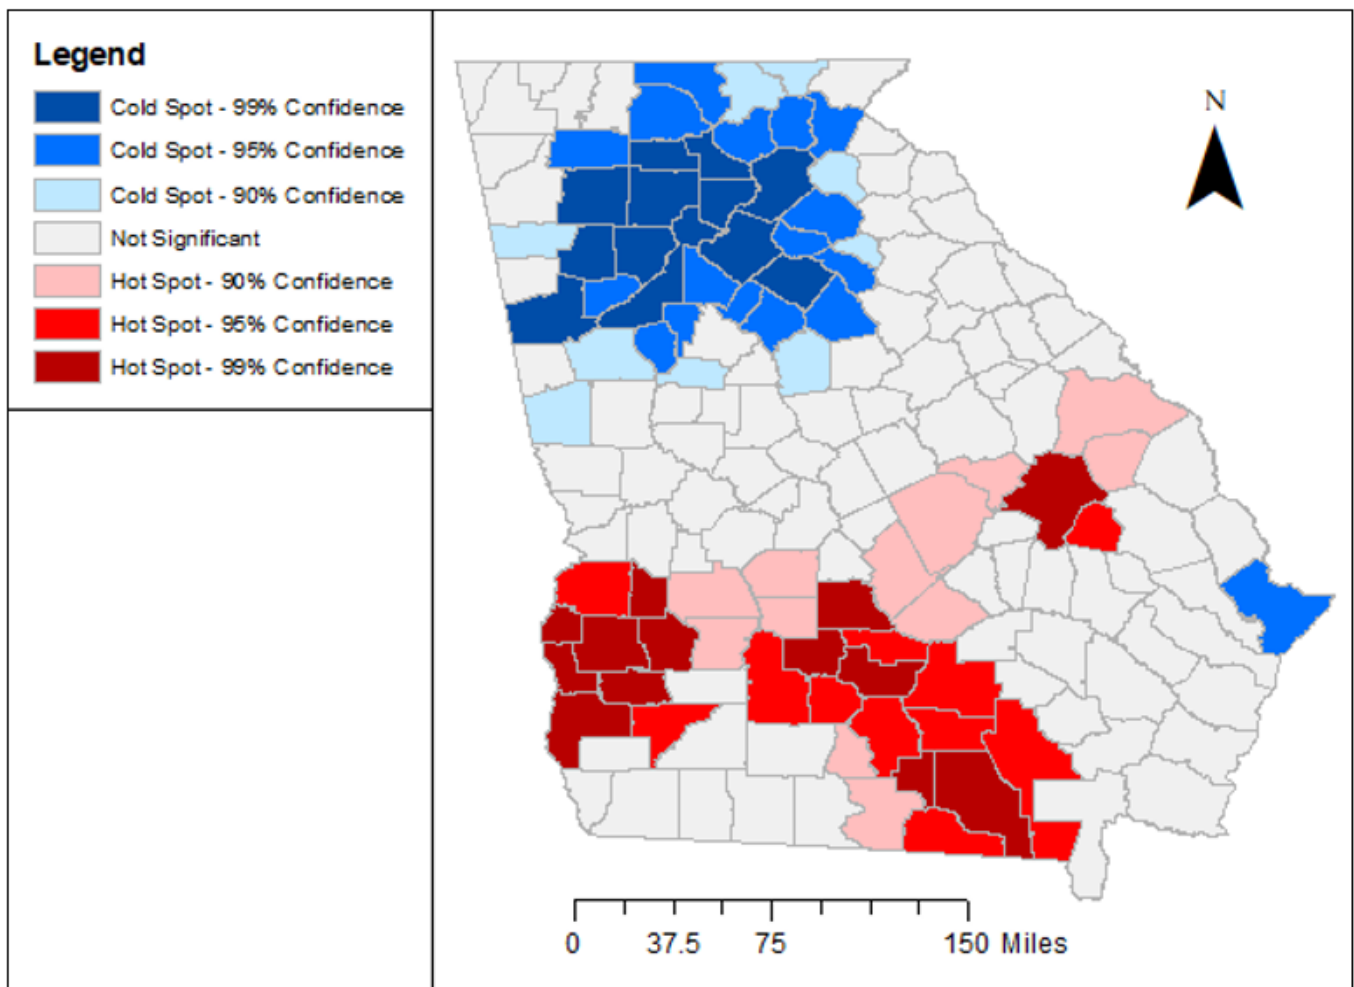 Legend
Cold Spot - 99% Confidence
Cold Spot - 95% Confidence
Cold Spot - 90% Confidence
Not Significant
Hot Spot - 90% Confidence
Hot Spot - 95% Confidence
Hot Spot - 99% Confidence
N
0 37.5 75 150 Miles